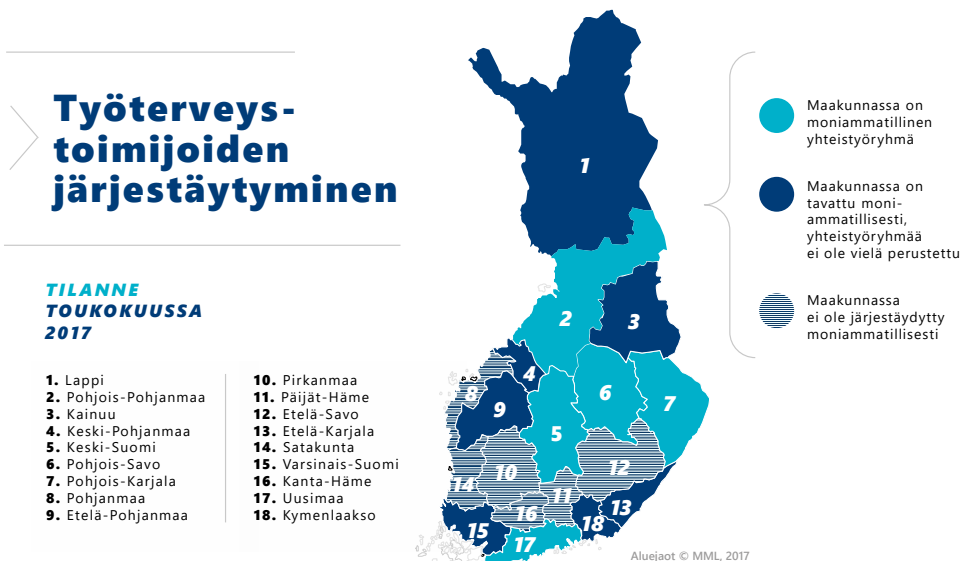 Työterveys-
toimijoiden
järjestäytyminen
TILANNE
TOUKOKUUSSA
2017
1. Lappi
2. Pohjois-Pohjanmaa
3. Kainuu
4. Keski-Pohjanmaa
5. Keski-Suomi
6. Pohjois-Savo
7. Pohjois-Karjala
8. Pohjanmaa
9. Etelä-Pohjanmaa
10. Pirkanmaa
11. Päijät-Häme
12. Etelä-Savo
13. Etelä-Karjala
14. Satakunta
15. Varsinais-Suomi
16. Kanta-Häme
17. Uusimaa
18. Kymenlaakso
1
2
3
4
8
9
6
7
5
10
12
14
11
13
16
18
15
17
Maakunnassa on
moniammatillinen
yhteistyöryhmä
Maakunnassa on
tavattu moni-
ammatillisesti,
yhteistyöryhmää
ei ole vielä perustettu
Maakunnassa
ei ole järjestäydytty
moniammatillisesti
Aluejaot © MML, 2017